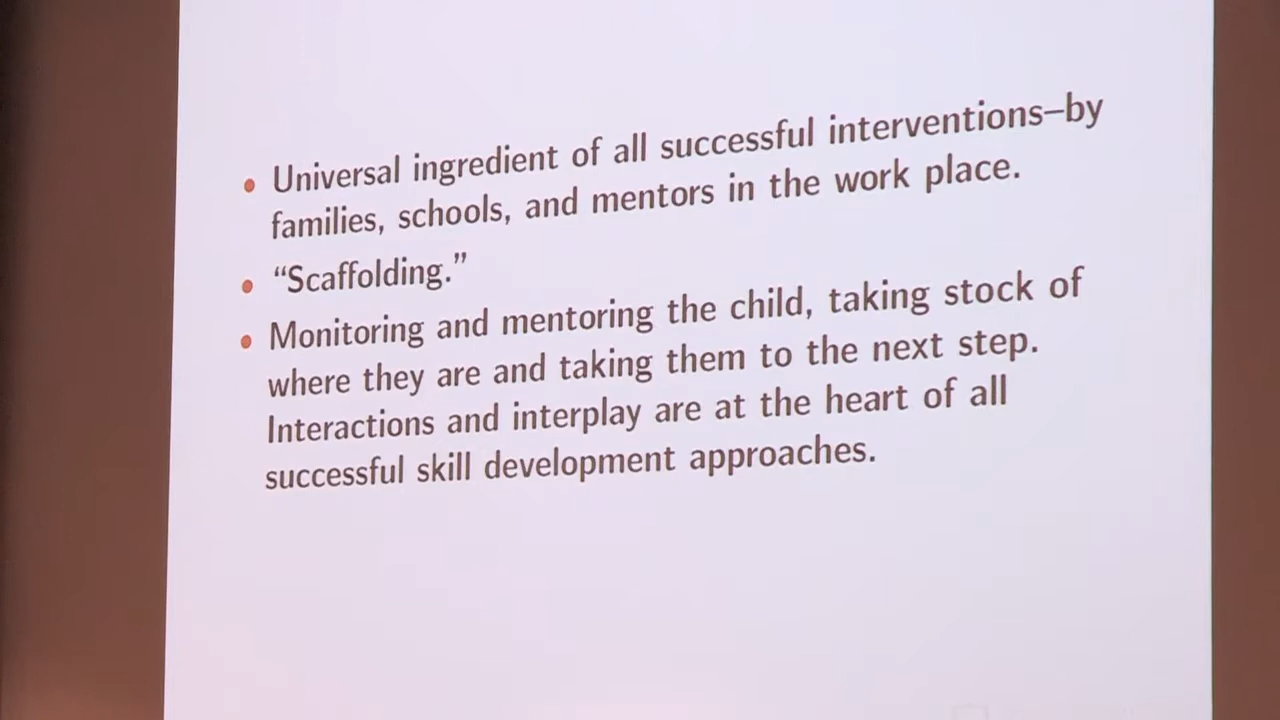 • Universal ingredient of all successful interventions–by
families, schools, and mentors in the work place.
• “Scaffolding.”
• Monitoring and mentoring the child, taking stock of
where they are and taking them to the next step.
Interactions and interplay are at the heart of all
successful skill development approaches.